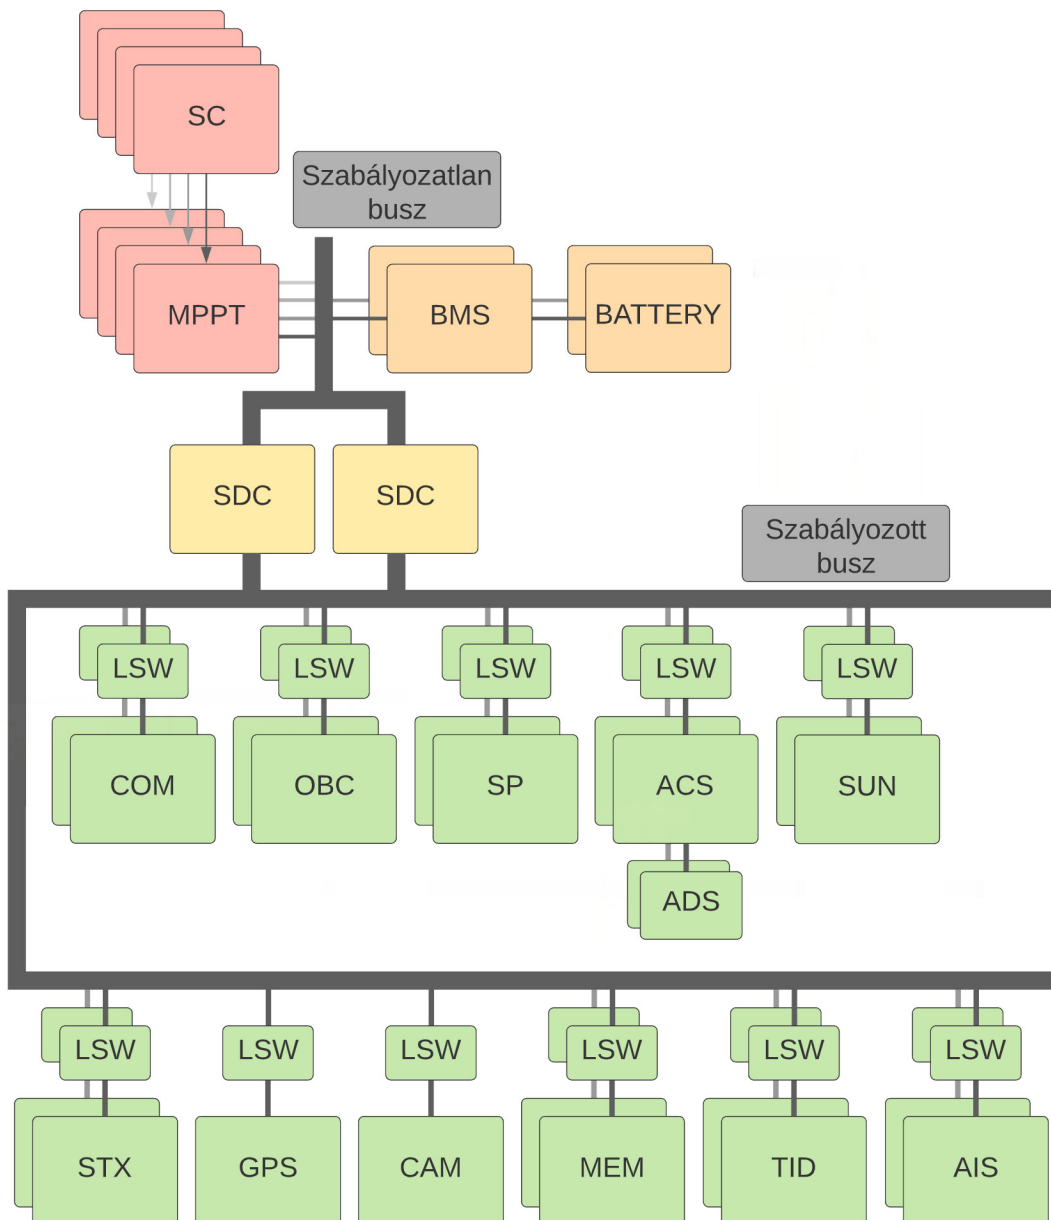 SC
Szabályozatlan
busz
MPPT
BMS
BATTERY
SDC
SDC
Szabályozott
busz
LSW
LSW
LSW
LSW
LSW
COM
OBC
SP
ACS
SUN
ADS
LSW
LSW
LSW
LSW
LSW
LSW
STX
GPS
CAM
MEM
TID
AIS